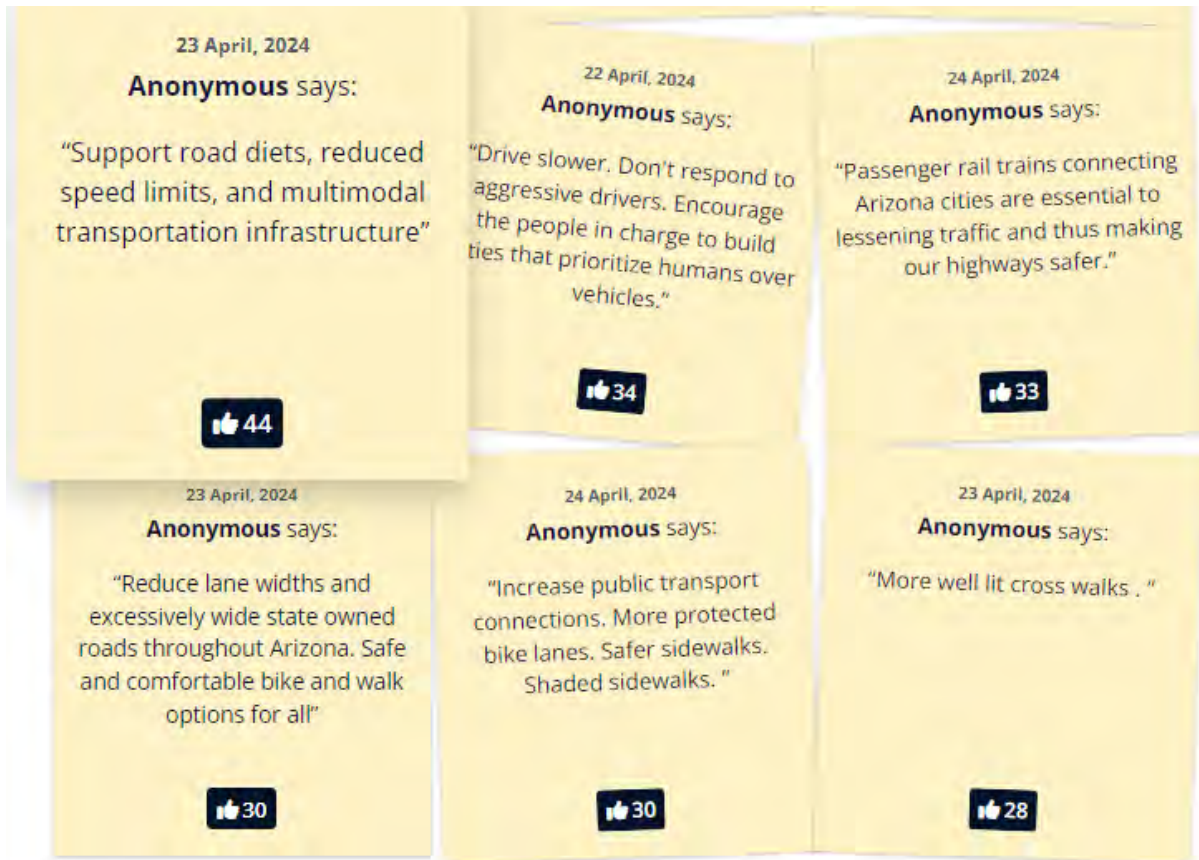 23 April, 2024
Anonymous says:
“Support road diets, reduced
speed limits, and multimodal
transportation infrastructure”
44
22 April, 2024
Anonymous says:
“Drive slower. Don't respond to
aggressive drivers. Encourage
the people in charge to build
ties that prioritize humans over
vehicles.”
34
24 April, 2024
Anonymous says:
“Passenger rail trains connecting
Arizona cities are essential to
lessening traffic and thus making
our highways safer.”
33
23 April, 2024
Anonymous says:
“Reduce lane widths and
excessively wide state owned
roads throughout Arizona. Safe
and comfortable bike and walk
options for all”
30
24 April, 2024
Anonymous says:
“Increase public transport
connections. More protected
bike lanes. Safer sidewalks.
Shaded sidewalks. ”
30
23 April, 2024
Anonymous says:
“More well lit cross walks . “
28